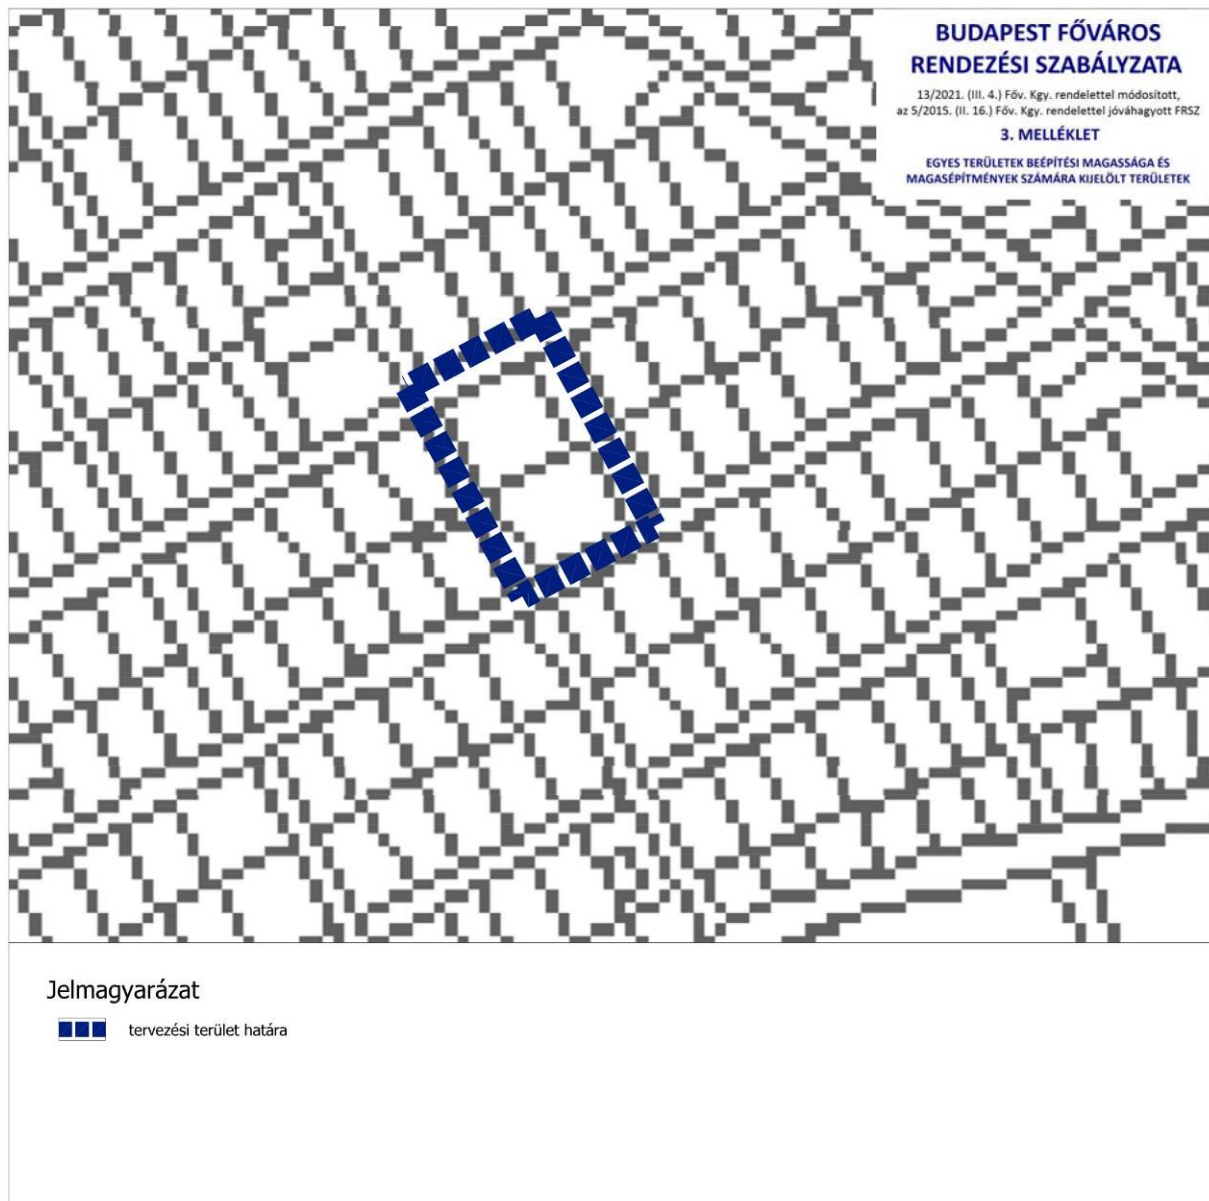 BUDAPEST FŐVÁROS
RENDEZÉSI SZABÁLYZATA
13/2021. (III. 4.) Főv. Kgy. rendelettel módosított,
az 5/2015. (II. 16.) Főv. Kgy. rendelettel jóváhagyott FRSZ
3. MELLÉKLET
EGYES TERÜLETEK BEÉPÍTÉSI MAGASSÁGA ÉS
MAGASÉPÍTMÉNYEK SZÁMÁRA KIJELÖLT TERÜLETEK
Jelmagyarázat
tervezési terület határa